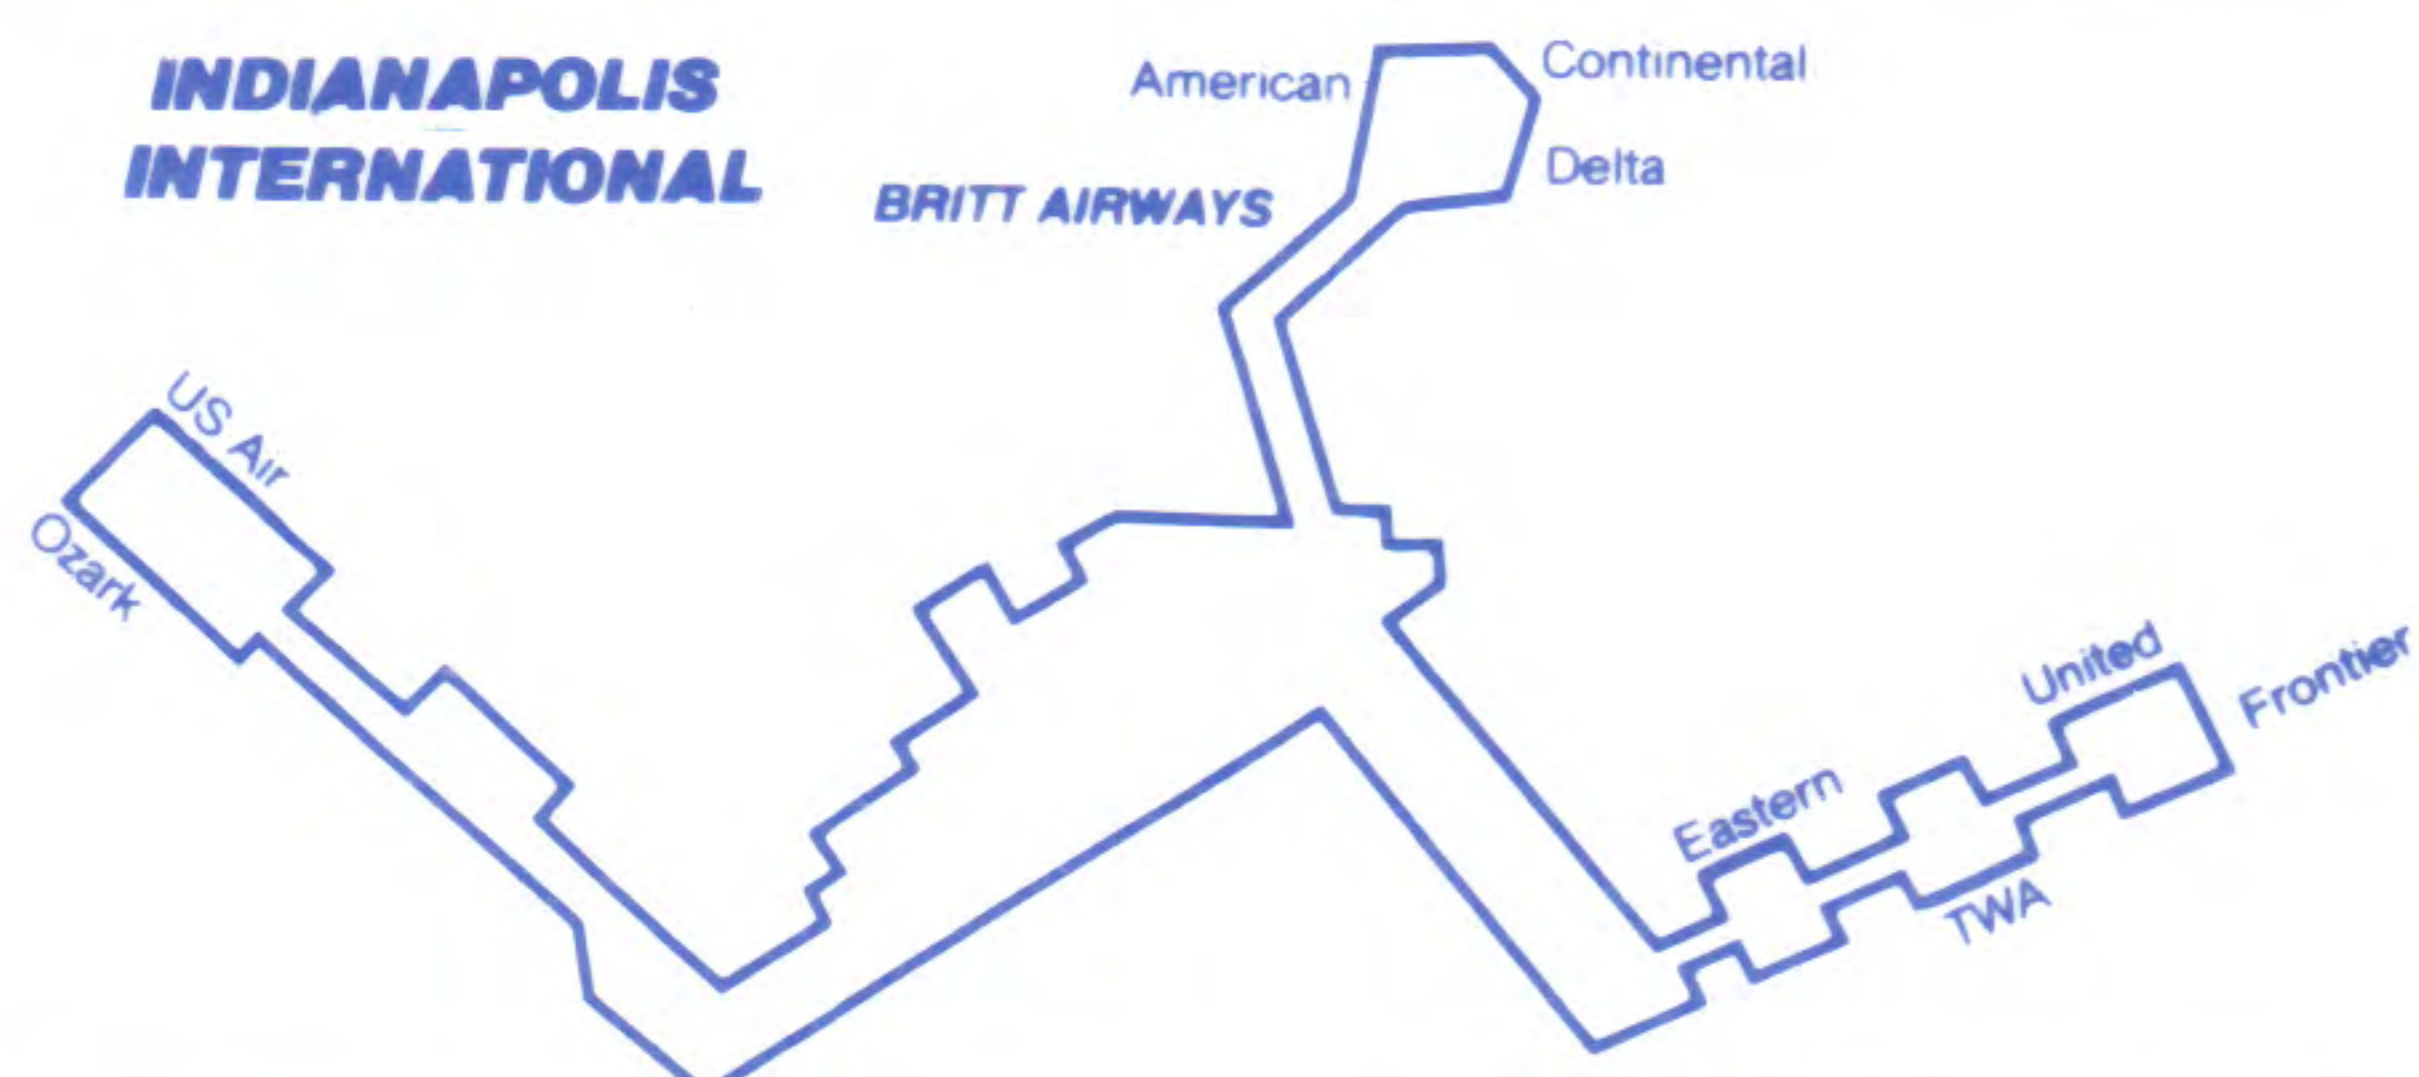 INDIANAPOLIS
INTERNATIONAL
American
Continental
Delta
BRITT AIRWAYS
US Air
Ozark
United
Frontier
Eastern
TWA